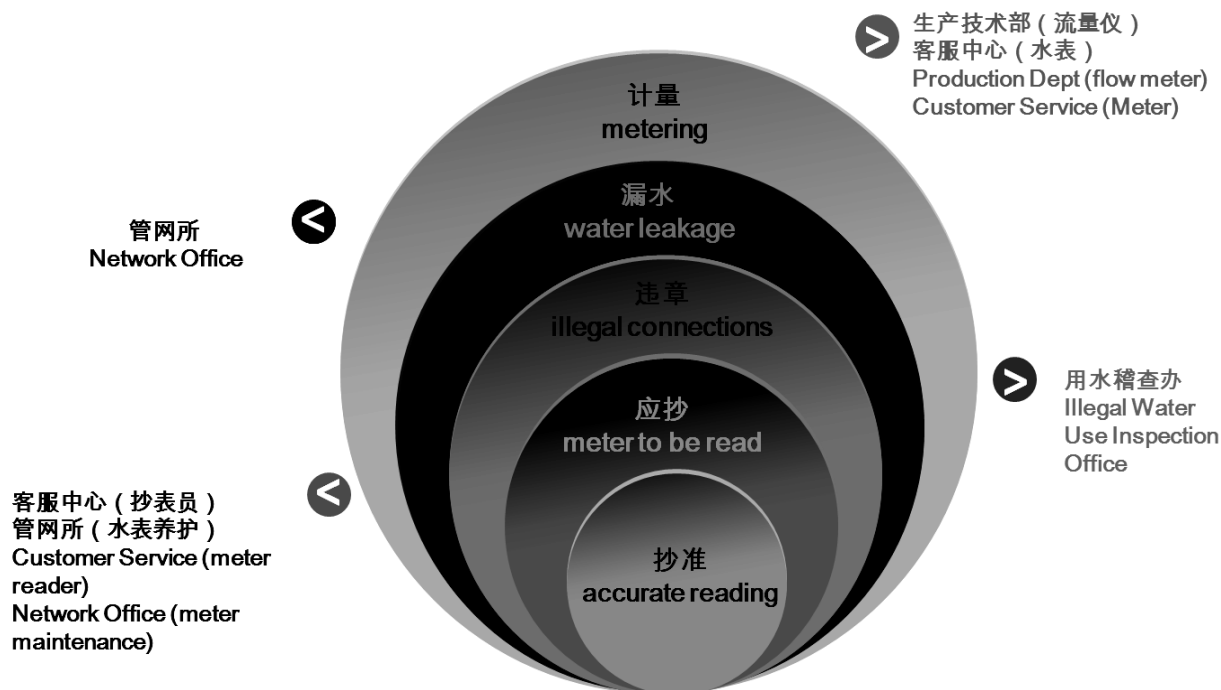 生产技术部（流量仪）
客服中心（水表）
Production Dept (flow meter)
Customer Service (Meter)
计量
metering
漏水
water leakage
管网所
Network Office
违章
illegal connections
用水稽查办
Illegal Water
Use Inspection
Office
应抄
meter to be read
客服中心（抄表员）
管网所（水表养护）
Customer Service (meter
reader)
Network Office (meter
maintenance)
抄准
accurate reading